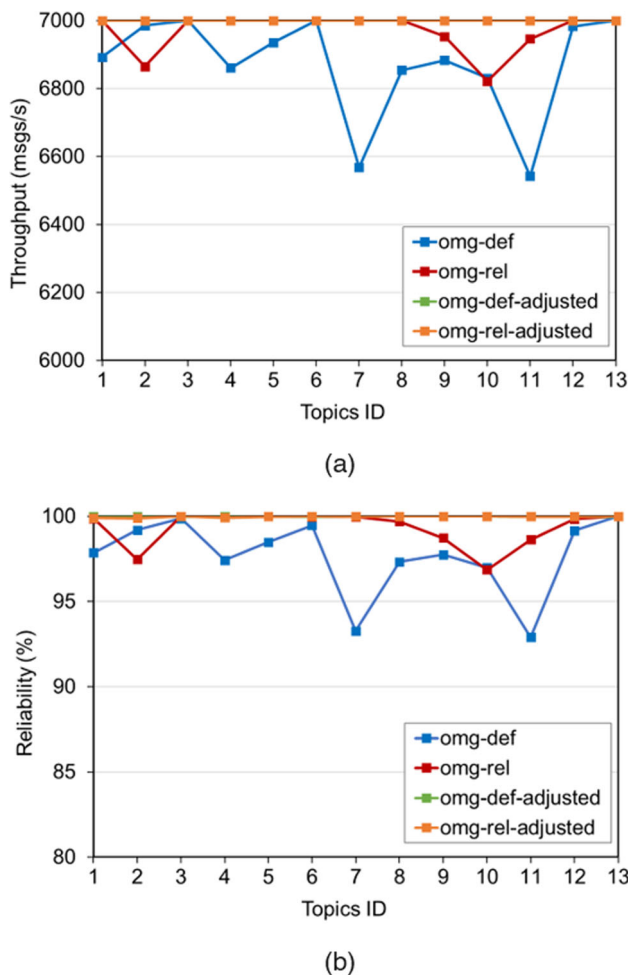 7000
6800
6600
6400
6200
6000
Throughput (msgs/s)
omg-def
omg-rel
omg-def-adjusted
omg-rel-adjusted
1 2 3 4 5 6 7 8 9 10 11 12 13
Topics ID
(a)
100
95
90
85
80
Reliability (%)
omg-def
omg-rel
omg-def-adjusted
omg-rel-adjusted
1 2 3 4 5 6 7 8 9 10 11 12 13
Topics ID
(b)